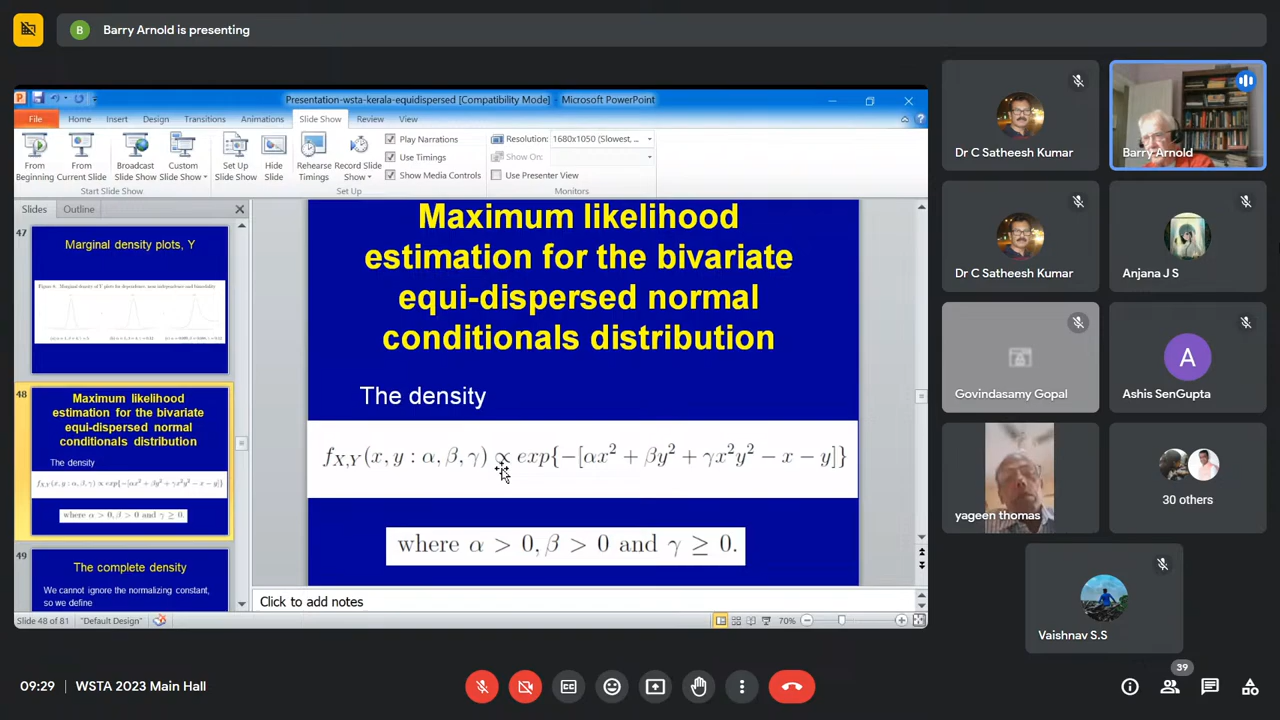 B
Barry Arnold is presenting
Presentation-wsta-kerala-equidispersed [Compatibility Mode] - Microsoft PowerPoint
File Home Insert Design Transitions Animations Slide Show Review View
From Beginning
From Current Slide
Broadcast Slide Show
Custom Slide Show
Set Up Slide Show
Hide Slide
Rehearse Timings
Record Slide Show
Play Narrations
Use Timings
Show Media Controls
Resolution: 1680x1050 (Slowest, ...
Show On:
Use Presenter View
Start Slide Show
Set Up
Monitors
Slides Outline
47
Marginal density plots, Y
48
Maximum likelihood
estimation for the bivariate
equi-dispersed normal
conditionals distribution
The density
f_{X,Y}(x, y : α, β, γ) ∝ exp{−[αx² + βy² + γx²y² − x − y]}
where α > 0, β > 0 and γ ≥ 0.
49
The complete density
We cannot ignore the normalizing constant,
so we define
Maximum likelihood
estimation for the bivariate
equi-dispersed normal
conditionals distribution
The density
f_{X,Y}(x, y : α, β, γ) ∝ exp{−[αx² + βy² + γx²y² − x − y]}
where α > 0, β > 0 and γ ≥ 0.
Click to add notes
Slide 48 of 81
"Default Design"
70%
Dr C Satheesh Kumar
Barry Arnold
Dr C Satheesh Kumar
Anjana J S
Govindasamy Gopal
A
Ashis SenGupta
yageen thomas
30 others
Vaishnav S.S
09:29 | WSTA 2023 Main Hall
39